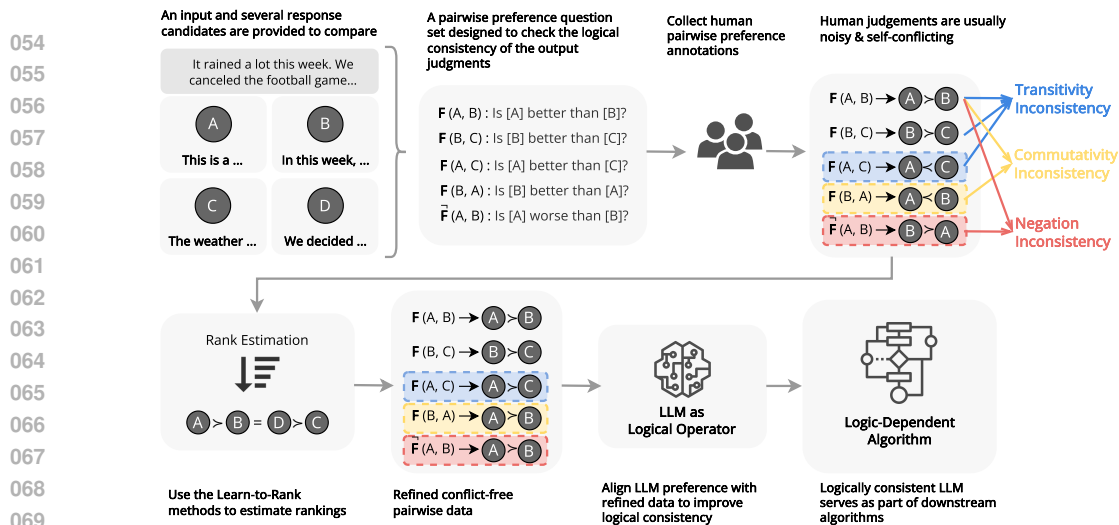 054
055
056
057
058
059
060
061
062
063
064
065
066
067
068
069
An input and several response
candidates are provided to compare
It rained a lot this week. We
canceled the football game...
A
This is a ...
B
In this week, ...
C
The weather ...
D
We decided ...
A pairwise preference question
set designed to check the logical
consistency of the output
judgments
F (A, B) : Is [A] better than [B]?
F (B, C) : Is [B] better than [C]?
F (A, C) : Is [A] better than [C]?
F (B, A) : Is [B] better than [A]?
F̄ (A, B) : Is [A] worse than [B]?
Collect human
pairwise preference
annotations
Human judgements are usually
noisy & self-conflicting
F (A, B) → A ≻ B
F (B, C) → B ≻ C
F (A, C) → A ≺ C
F (B, A) → A ≺ B
F̄ (A, B) → B ≻ A
Transitivity
Inconsistency
Commutativity
Inconsistency
Negation
Inconsistency
Rank Estimation
A ≻ B = D ≻ C
Use the Learn-to-Rank
methods to estimate rankings
F (A, B) → A ≻ B
F (B, C) → B ≻ C
F (A, C) → A ≻ C
F (B, A) → A ≻ B
F̄ (A, B) → A ≻ B
Refined conflict-free
pairwise data
LLM as
Logical Operator
Align LLM preference with
refined data to improve
logical consistency
Logic-Dependent
Algorithm
Logically consistent LLM
serves as part of downstream
algorithms